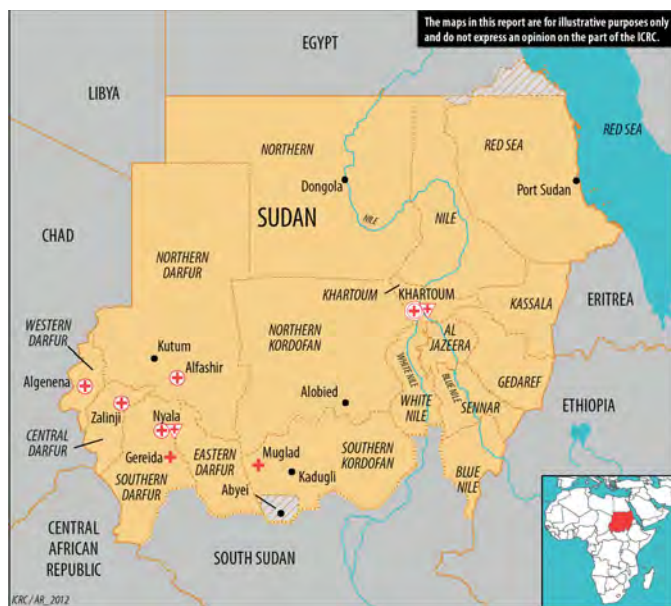 The maps in this report are for illustrative purposes only
and do not express an opinion on the part of the ICRC.
EGYPT
LIBYA
RED SEA
NORTHERN
RED SEA
Dongola
Port Sudan
SUDAN
NILE
NILE
CHAD
NORTHERN
DARFUR
KHARTOUM
KHARTOUM
KASSALA
ERITREA
WESTERN
DARFUR
NORTHERN
KORDOFAN
AL
JAZEERA
Kutum
Alfashir
Algenena
WHITE NILE
BLUE NILE
GEDAREF
Alobied
Zalinji
Nyala
WHITE
NILE
SENNAR
ETHIOPIA
CENTRAL
DARFUR
Gereida
EASTERN
DARFUR
Muglad
SOUTHERN
KORDOFAN
Kadugli
SOUTHERN
DARFUR
Abyei
BLUE
NILE
CENTRAL
AFRICAN
REPUBLIC
SOUTH SUDAN
ICRC / AR_2012